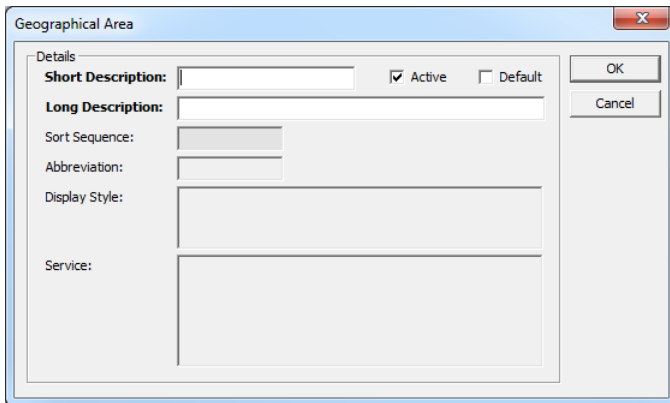 Geographical Area
Details
Short Description: Active Default OK
Long Description: Cancel
Sort Sequence:
Abbreviation:
Display Style:
Service: